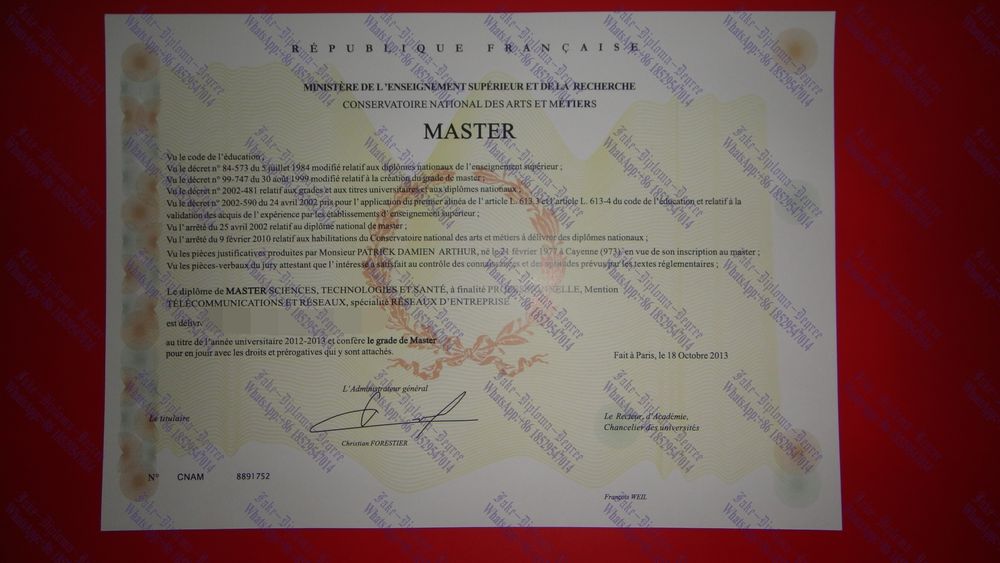 RÉPUBLIQUE FRANÇAISE
MINISTÈRE DE L'ENSEIGNEMENT SUPÉRIEUR ET DE LA RECHERCHE
CONSERVATOIRE NATIONAL DES ARTS ET MÉTIERS
MASTER
Vu le code de l'éducation ;
Vu le décret n° 84-573 du 5 juillet 1984 modifié relatif aux diplômes nationaux de l'enseignement supérieur ;
Vu le décret n° 99-747 du 30 août 1999 modifié relatif à la création du grade de master ;
Vu le décret n° 2002-481 relatif aux grades et aux titres universitaires et aux diplômes nationaux ;
Vu le décret n° 2002-590 du 24 avril 2002 pris pour l'application du premier alinéa de l'article L. 613 3 et l'article L. 613-4 du code de l'éducation et relatif à la
validation des acquis de l'expérience par les établissements d'enseignement supérieur ;
Vu l'arrêté du 25 avril 2002 relatif au diplôme national de master ;
Vu l'arrêté du 9 février 2010 relatif aux habilitations du Conservatoire national des arts et métiers à délivrer des diplômes nationaux ;
Vu les pièces justificatives produites par Monsieur PATRICK DAMIEN ARTHUR, né le 21 février 1977 à Cayenne (973), en vue de son inscription au master ;
Vu les pièces-verbaux du jury attestant que l'intéressé a satisfait au contrôle des connaissances et des aptitudes prévus par les textes réglementaires ;
Le diplôme de MASTER SCIENCES, TECHNOLOGIES ET SANTÉ, à finalité PROFESSIONNELLE, Mention
TÉLÉCOMMUNICATIONS ET RÉSEAUX, spécialité RÉSEAUX D'ENTREPRISE
est délivr
au titre de l'année universitaire 2012-2013 et confère le grade de Master
pour en jouir avec les droits et prérogatives qui y sont attachés.
Fait à Paris, le 18 Octobre 2013
L'Administrateur général
Le titulaire
Le Recteur, d'Académie,
Chancelier des universités
Christian FORESTIER
N° CNAM 8891752
François WEIL
Fake-Diploma-Degree
WhatsApp:+86 18529547014